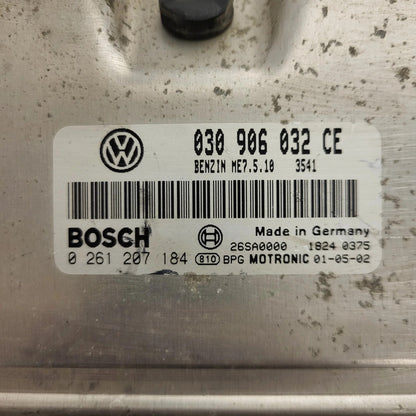 030 906 032 CE
BENZIN ME7.5.10 3541
BOSCH
Made in Germany
26SA0000 1824 0375
0 261 207 184 810 BPG MOTRONIC 01-05-02